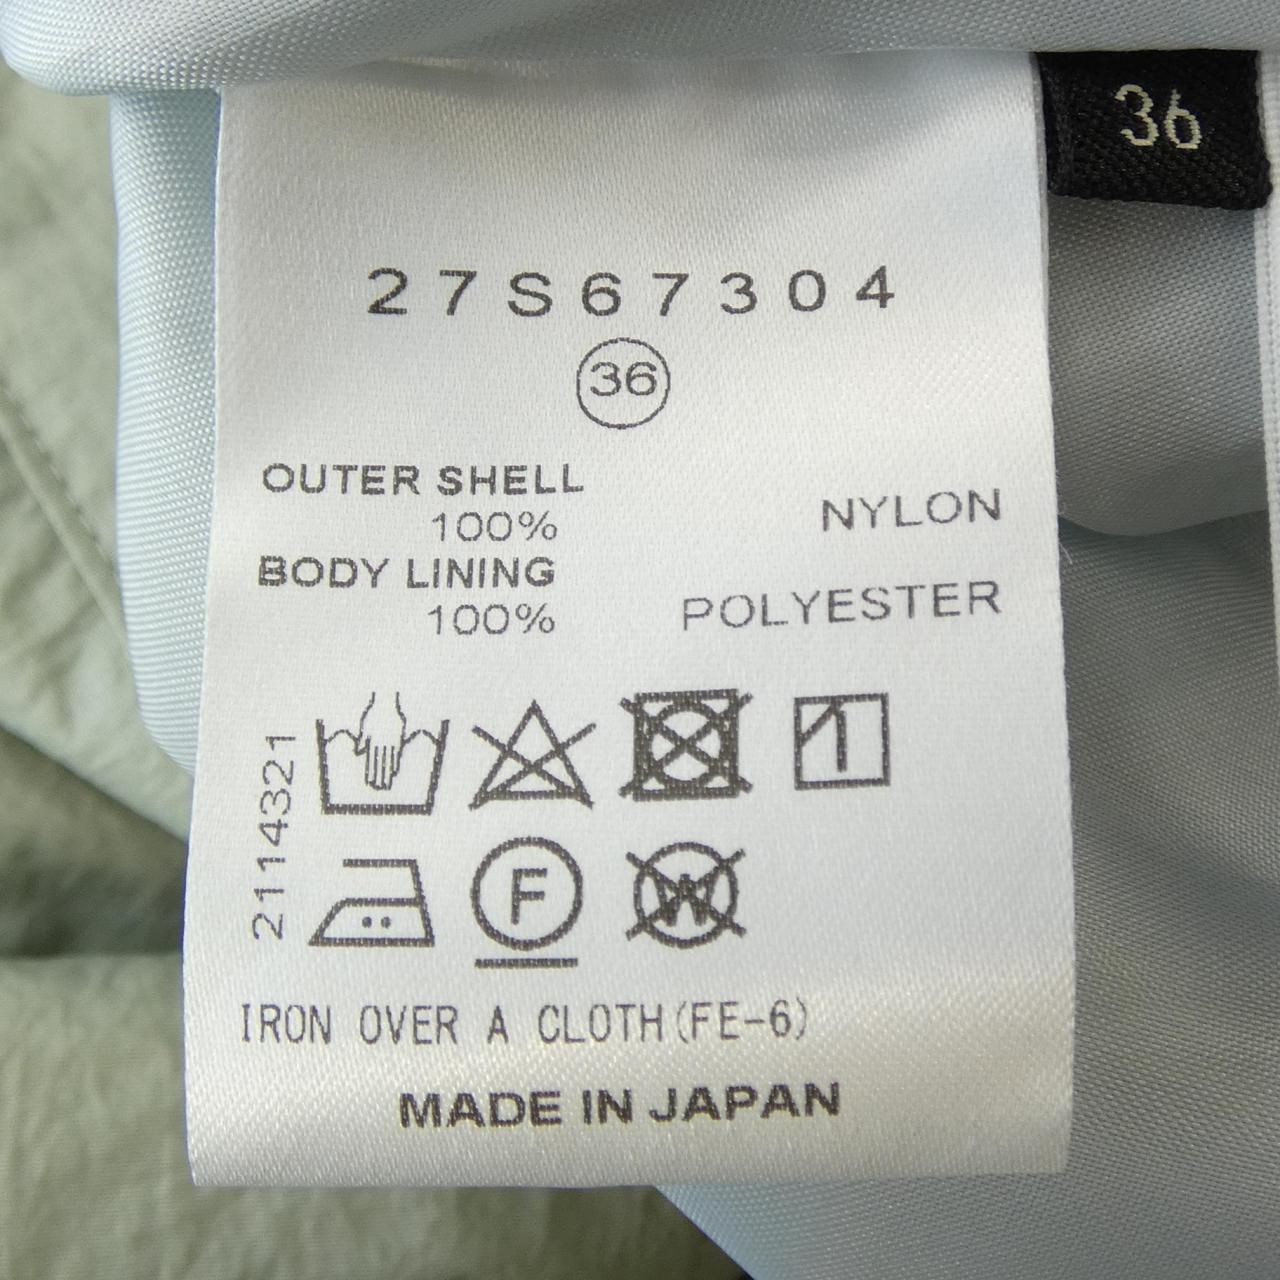 36
27S67304
36
OUTER SHELL
100% NYLON
BODY LINING
100% POLYESTER
2114321
F
W
IRON OVER A CLOTH(FE-6)
MADE IN JAPAN